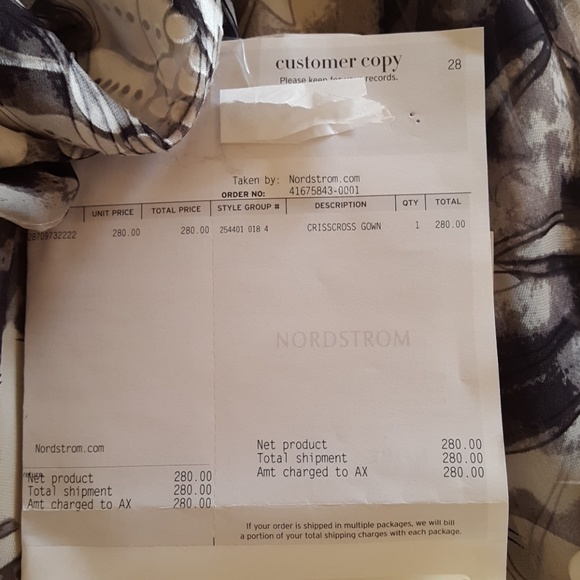 customer copy
Please keep for your records.
28
Taken by: Nordstrom.com
ORDER NO: 41675843-0001
UNIT PRICE TOTAL PRICE STYLE GROUP # DESCRIPTION QTY TOTAL
280.00 280.00 254401 018 4 CRISSCROSS GOWN 1 280.00
NORDSTROM
Nordstrom.com
Net product 280.00
Total shipment 280.00
Amt charged to AX 280.00
Net product 280.00
Total shipment 280.00
Amt charged to AX 280.00
If your order is shipped in multiple packages, we will bill
a portion of your total shipping charges with each package.